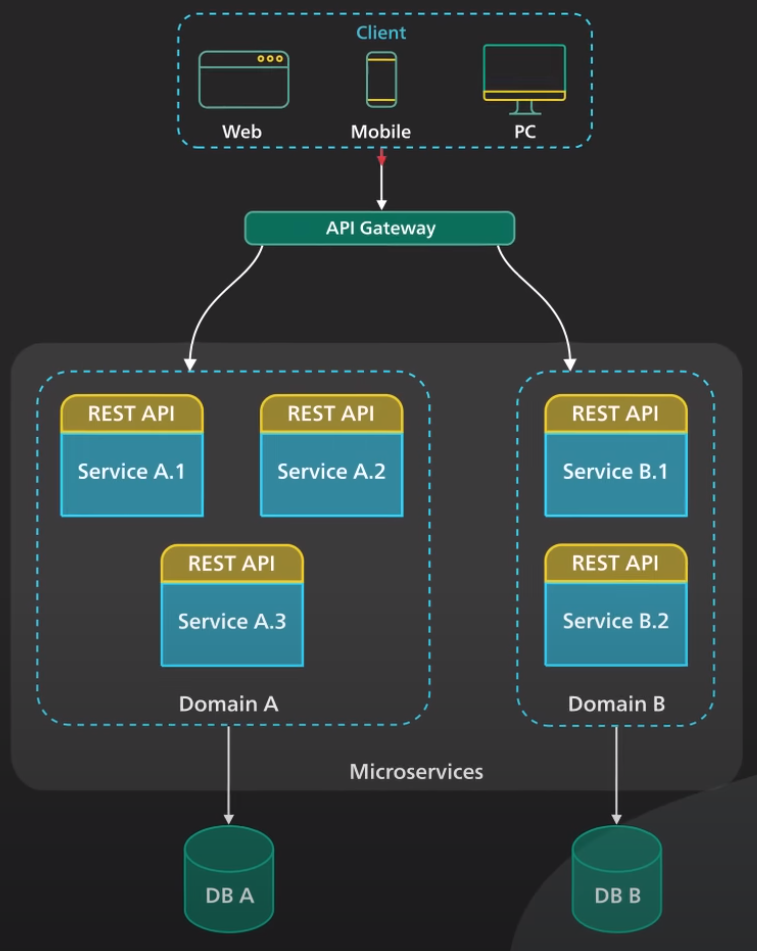 Client
Web
Mobile
PC
API Gateway
REST API
Service A.1
REST API
Service A.2
REST API
Service A.3
Domain A
REST API
Service B.1
REST API
Service B.2
Domain B
Microservices
DB A
DB B